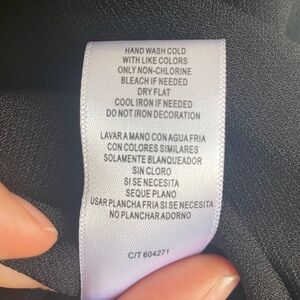 HAND WASH COLD
WITH LIKE COLORS
ONLY NON-CHLORINE
BLEACH IF NEEDED
DRY FLAT
COOL IRON IF NEEDED
DO NOT IRON DECORATION
LAVAR A MANO CON AGUA FRIA
CON COLORES SIMILARES
SOLAMENTE BLANQUEADOR
SIN CLORO
SI SE NECESITA
SEQUE PLANO
USAR PLANCHA FRIA SI SE NECESITA
NO PLANCHAR ADORNO
C/T 604271